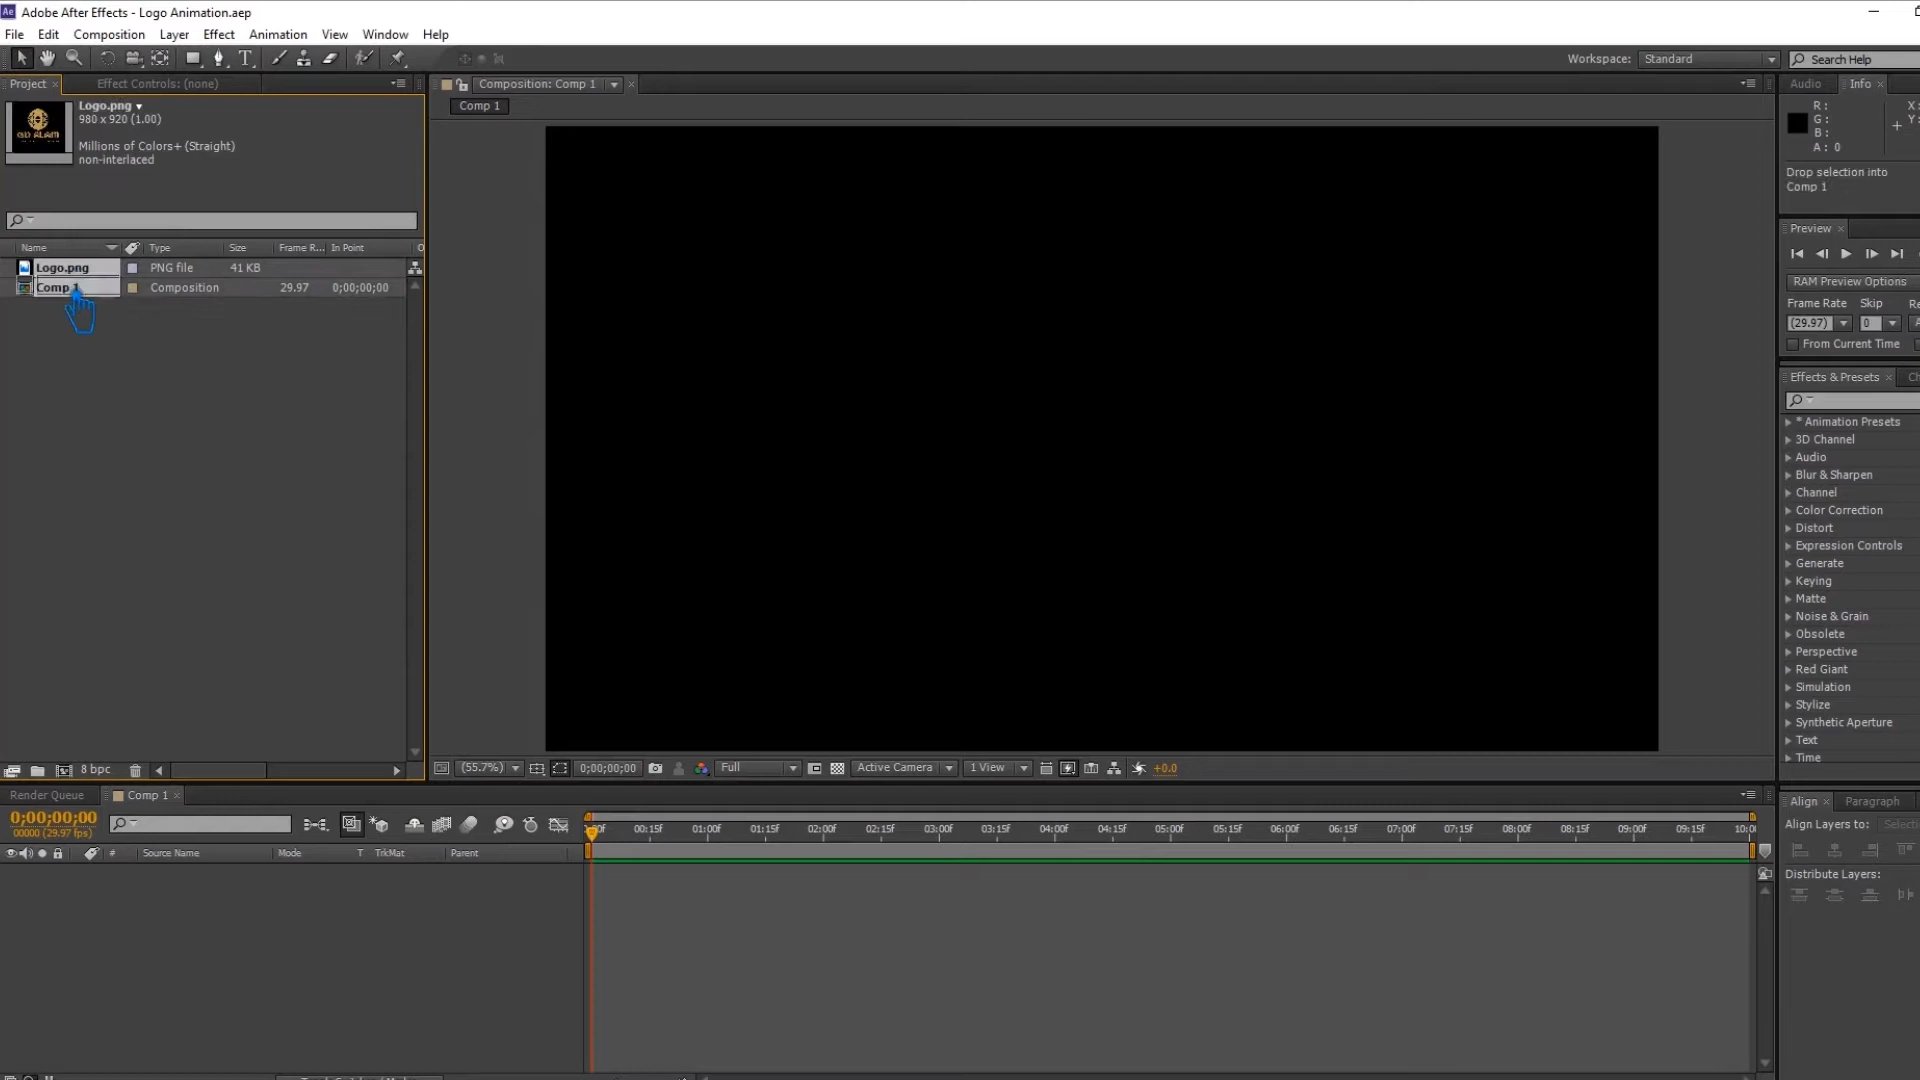 Adobe After Effects - Logo Animation.aep
File Edit Composition Layer Effect Animation View Window Help
Workspace: Standard Search Help
Project Effect Controls: (none) Composition: Comp 1 Audio Info
Logo.png
980 x 920 (1.00)
Millions of Colors+ (Straight)
non-interlaced
Comp 1
R :
G :
B :
A : 0
X :
Y :
Drop selection into
Comp 1
Preview
Name Type Size Frame R... In Point
Logo.png PNG file 41 KB
Comp 1 Composition 29.97 0;00;00;00
RAM Preview Options
Frame Rate Skip
(29.97) 0
From Current Time
Effects & Presets
* Animation Presets
3D Channel
Audio
Blur & Sharpen
Channel
Color Correction
Distort
Expression Controls
Generate
Keying
Matte
Noise & Grain
Obsolete
Perspective
Red Giant
Simulation
Stylize
Synthetic Aperture
Text
Time
8 bpc (55.7%) 0;00;00;00 Full Active Camera 1 View +0.0
Render Queue Comp 1
0;00;00;00
00000 (29.97 fps)
00:15f 01:00f 01:15f 02:00f 02:15f 03:00f 03:15f 04:00f 04:15f 05:00f 05:15f 06:00f 06:15f 07:00f 07:15f 08:00f 08:15f 09:00f 09:15f
# Source Name Mode T TrkMat Parent
Align Paragraph
Align Layers to:
Distribute Layers: